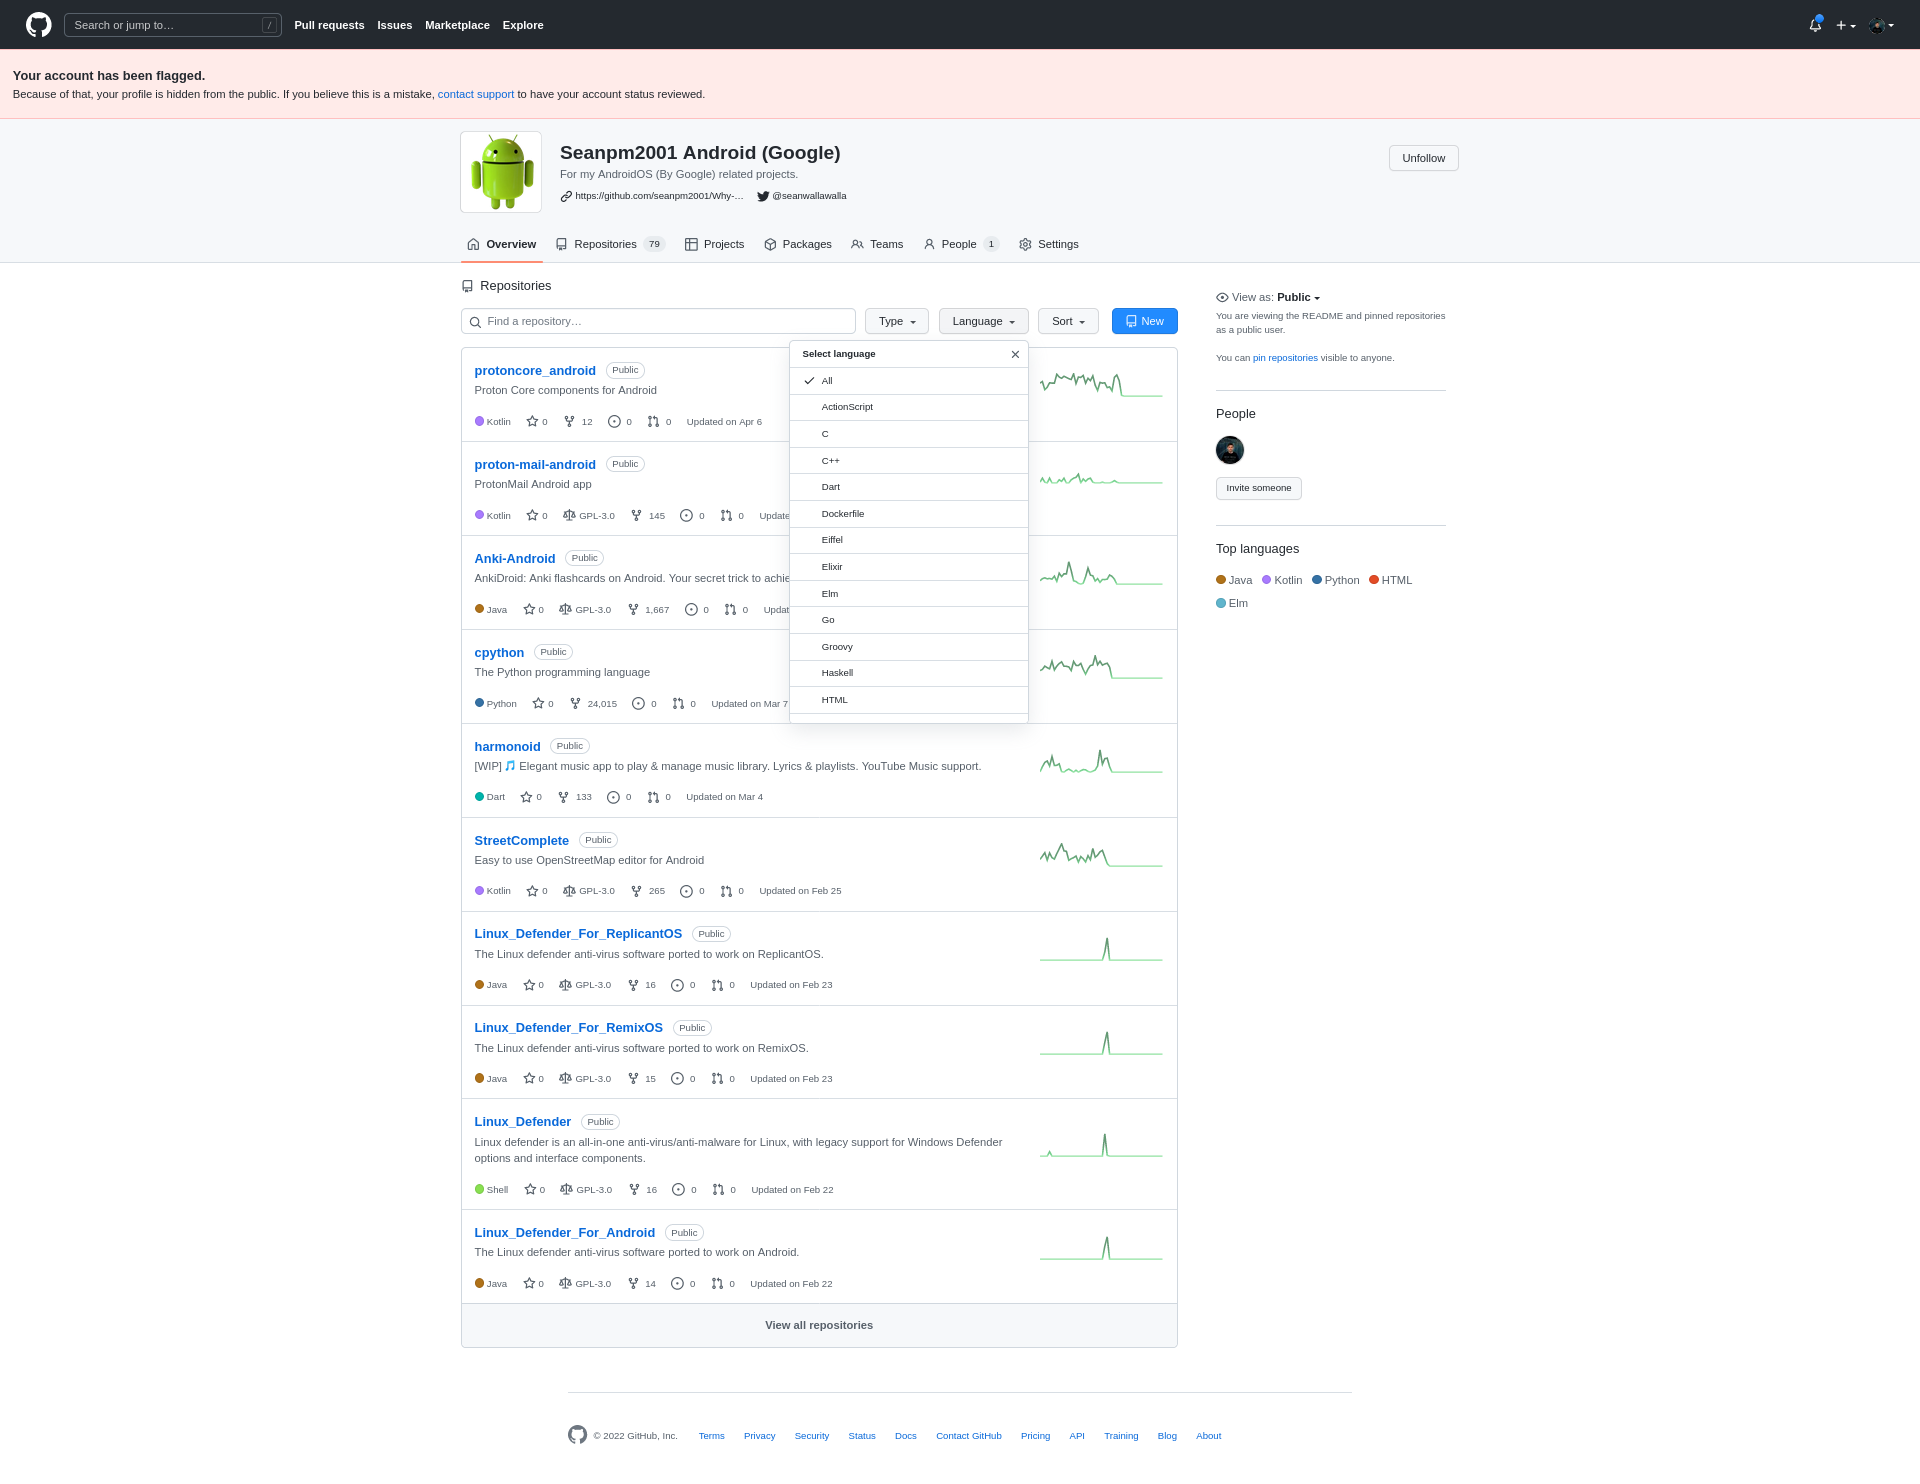 Search or jump to… /
Pull requests Issues Marketplace Explore
Your account has been flagged.
Because of that, your profile is hidden from the public. If you believe this is a mistake, contact support to have your account status reviewed.
Seanpm2001 Android (Google)
For my AndroidOS (By Google) related projects.
https://github.com/seanpm2001/Why-… @seanwallawalla
Unfollow
Overview Repositories 79 Projects Packages Teams People 1 Settings
Repositories
Find a repository… Type Language Sort New
Select language
All
ActionScript
C
C++
Dart
Dockerfile
Eiffel
Elixir
Elm
Go
Groovy
Haskell
HTML
protoncore_android Public
Proton Core components for Android
Kotlin 0 12 0 0 Updated on Apr 6
proton-mail-android Public
ProtonMail Android app
Kotlin 0 GPL-3.0 145 0 0 Update
Anki-Android Public
AnkiDroid: Anki flashcards on Android. Your secret trick to achie
Java 0 GPL-3.0 1,667 0 0 Updat
cpython Public
The Python programming language
Python 0 24,015 0 0 Updated on Mar 7
harmonoid Public
[WIP] 🎵 Elegant music app to play & manage music library. Lyrics & playlists. YouTube Music support.
Dart 0 133 0 0 Updated on Mar 4
StreetComplete Public
Easy to use OpenStreetMap editor for Android
Kotlin 0 GPL-3.0 265 0 0 Updated on Feb 25
Linux_Defender_For_ReplicantOS Public
The Linux defender anti-virus software ported to work on ReplicantOS.
Java 0 GPL-3.0 16 0 0 Updated on Feb 23
Linux_Defender_For_RemixOS Public
The Linux defender anti-virus software ported to work on RemixOS.
Java 0 GPL-3.0 15 0 0 Updated on Feb 23
Linux_Defender Public
Linux defender is an all-in-one anti-virus/anti-malware for Linux, with legacy support for Windows Defender
options and interface components.
Shell 0 GPL-3.0 16 0 0 Updated on Feb 22
Linux_Defender_For_Android Public
The Linux defender anti-virus software ported to work on Android.
Java 0 GPL-3.0 14 0 0 Updated on Feb 22
View all repositories
View as: Public
You are viewing the README and pinned repositories
as a public user.
You can pin repositories visible to anyone.
People
Invite someone
Top languages
Java Kotlin Python HTML
Elm
© 2022 GitHub, Inc. Terms Privacy Security Status Docs Contact GitHub Pricing API Training Blog About